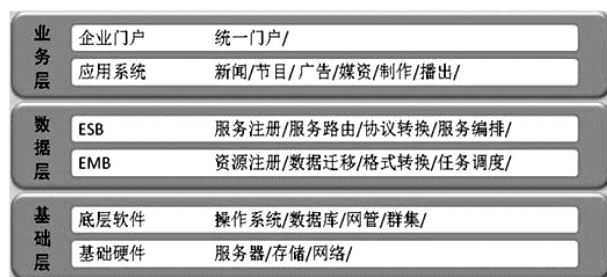 业务层
企业门户 统一门户/
应用系统 新闻/节目/广告/媒资/制作/播出/
数据层
ESB 服务注册/服务路由/协议转换/服务编排/
EMB 资源注册/数据迁移/格式转换/任务调度/
基础层
底层软件 操作系统/数据库/网管/群集/
基础硬件 服务器/存储/网络/